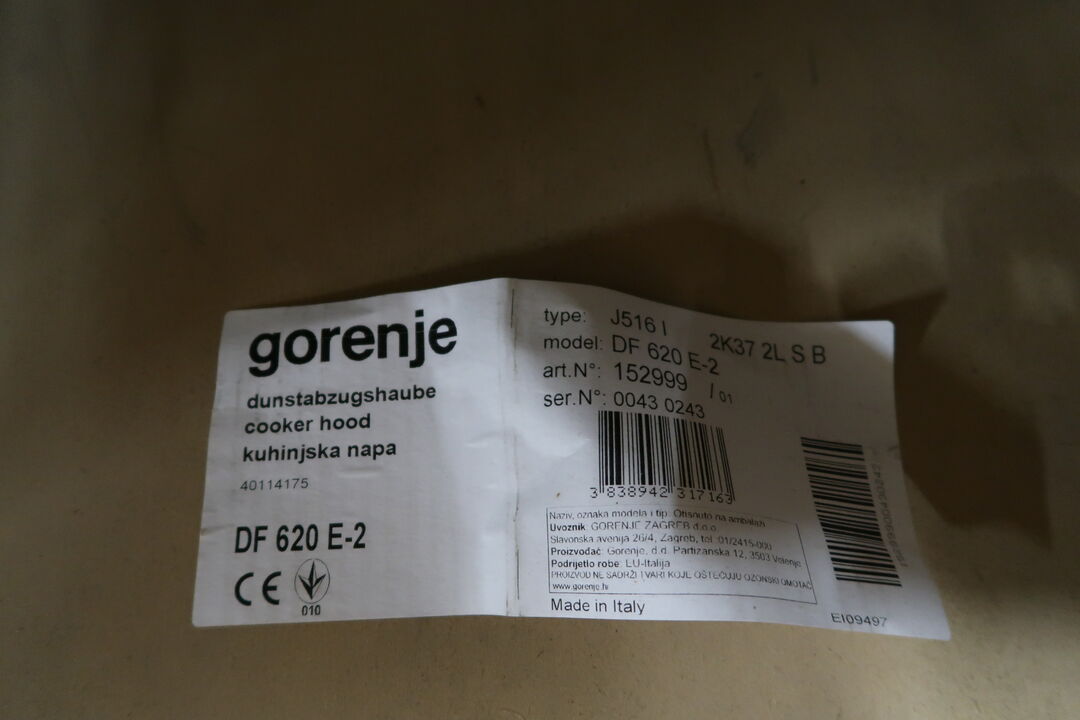 gorenje
dunstabzugshaube
cooker hood
kuhinjska napa
40114175
DF 620 E-2
CE
010
type: J516 I 2K37 2L S B
model: DF 620 E-2
art.N°: 152999 / 01
ser.N°: 0043 0243
3 838942 317163
Naziv, oznaka modela i tip: Otisnuto na ambalaži
Uvoznik: GORENJE ZAGREB d.o.o.
Slavonska avenija 26/4, Zagreb, tel.:01/2415-000
Proizvođač: Gorenje, d.d. Partizanska 12, 3503 Velenje
Podrijetlo robe: EU-Italija
PROIZVOD NE SADRŽI TVARI KOJE OŠTEĆUJU OZONSKI OMOTAČ
www.gorenje.hr
Made in Italy
EI09497